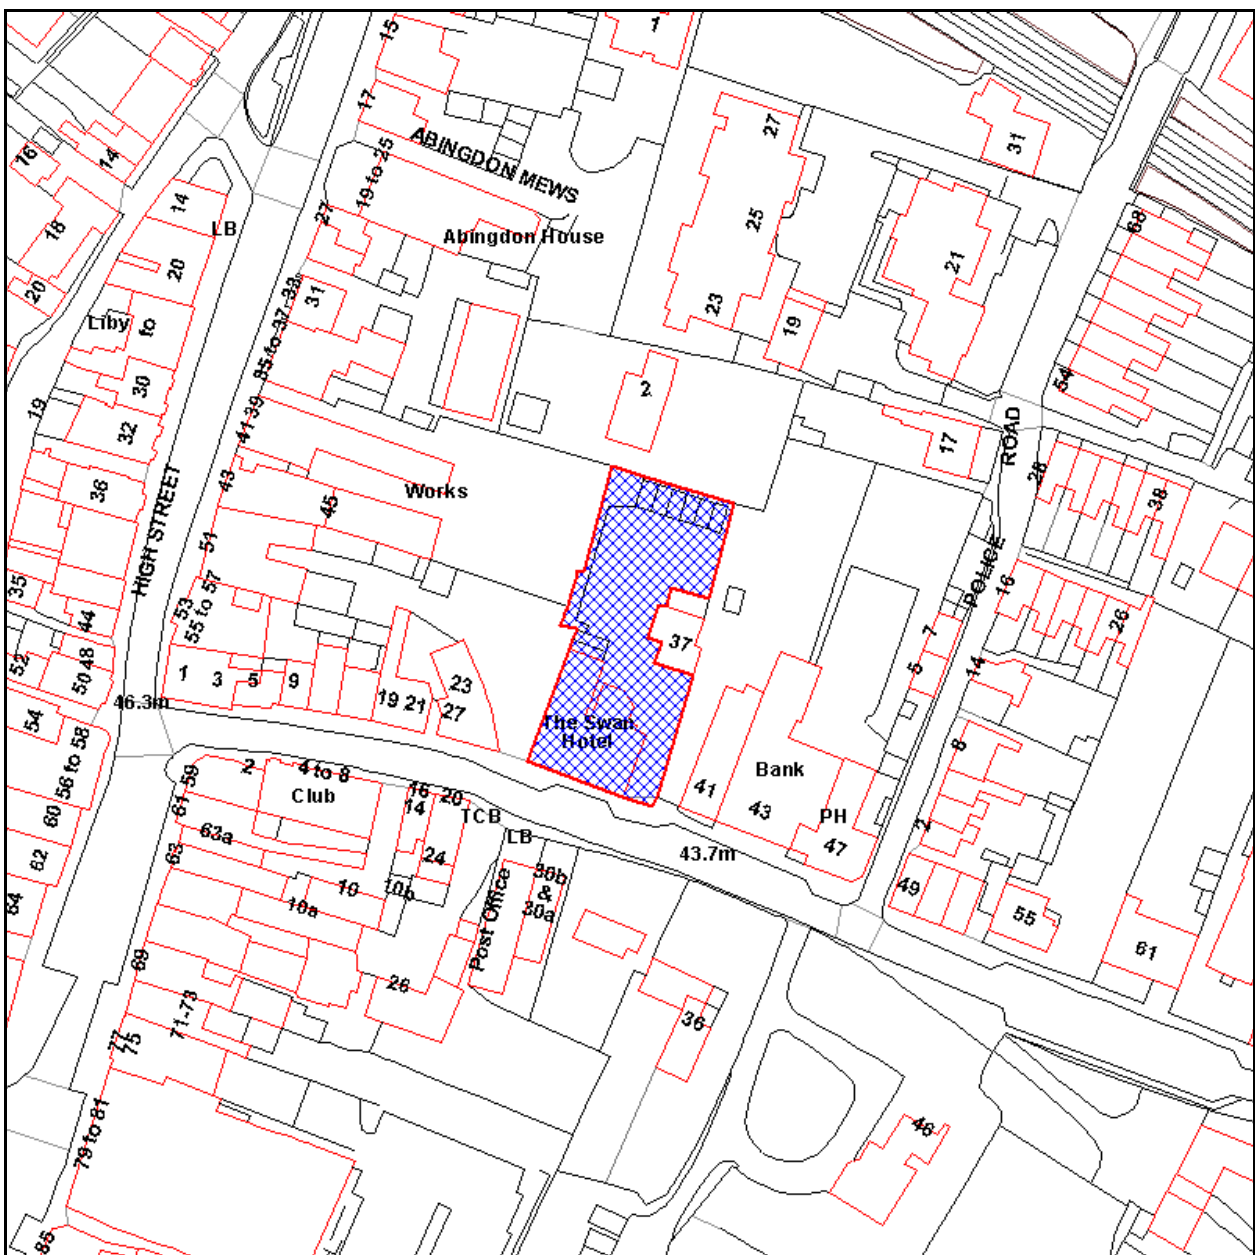 15
1
17
ABINGDON MEWS
27
31
16
14
19 to 25
14
LB
27
25
68
18
Abingdon House
21
20
20
33
31
23
19
Liby
to
35 to 37
30
2
54
19
39
41
32
17
ROAD
28
38
36
43
Works
45
HIGH STREET
51
POLICE
35
53
55 to 57
16
44
7
26
37
52
48
50
1
3
5
9
5
14
23
19
21
27
46.3m
54
The Swan
Hotel
8
56 to 58
59
2
4 to 8
Club
Bank
41
43
61
16
14
20
TCB
LB
PH
47
2
60
63a
62
63
24
43.7m
10
10b
30b
&
30a
49
64
10a
Post Office
55
61
69
26
71-73
36
77
75
46
79 to 81
85